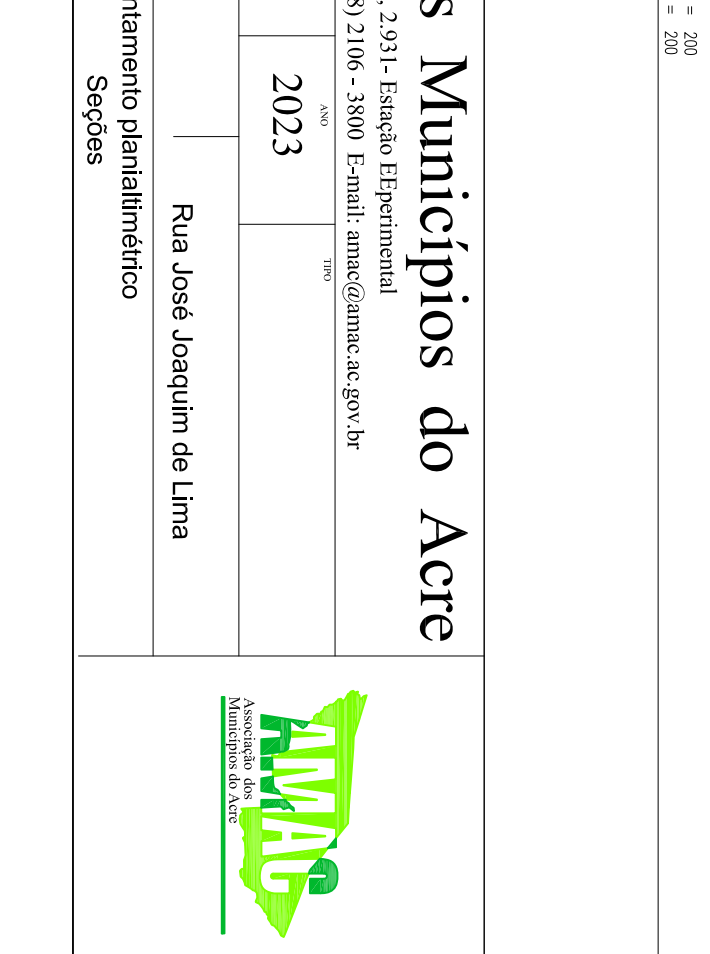 = 200
= 200
s Municípios do Acre
, 2.931- Estação EEperimental
8) 2106 - 3800 E-mail: amac@amac.ac.gov.br
ANO
2023
TIPO
Rua José Joaquim de Lima
ntamento planialtimétrico
Seções
AMAC
Associação dos
Municípios do Acre